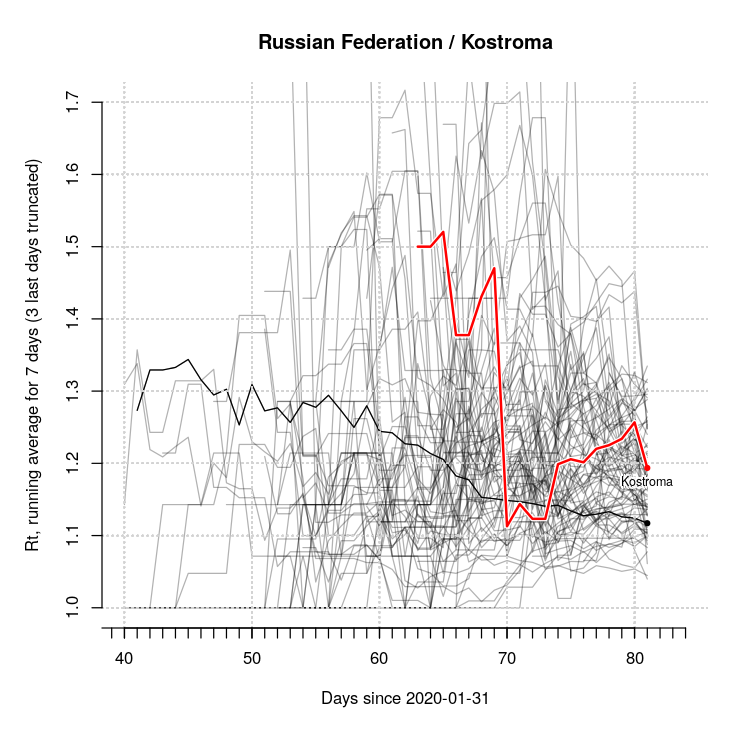 Russian Federation / Kostroma
Rt, running average for 7 days (3 last days truncated)
1.7
1.6
1.5
1.4
1.3
1.2
1.1
1.0
Kostroma
40 50 60 70 80
Days since 2020-01-31